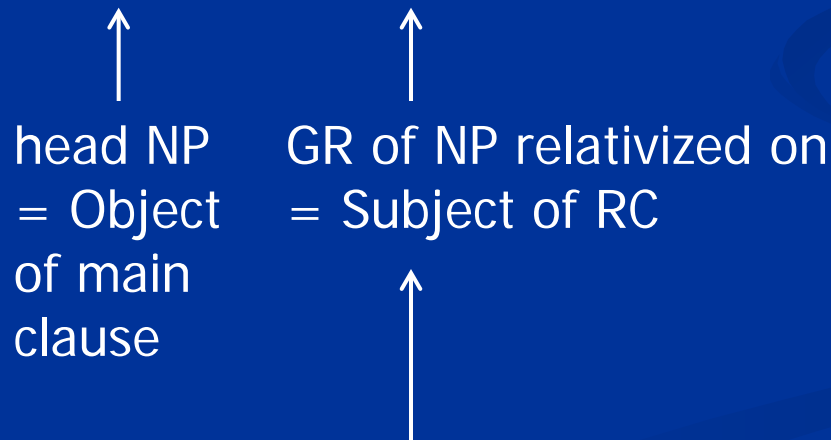 head NP
= Object
of main
clause
GR of NP relativized on
= Subject of RC